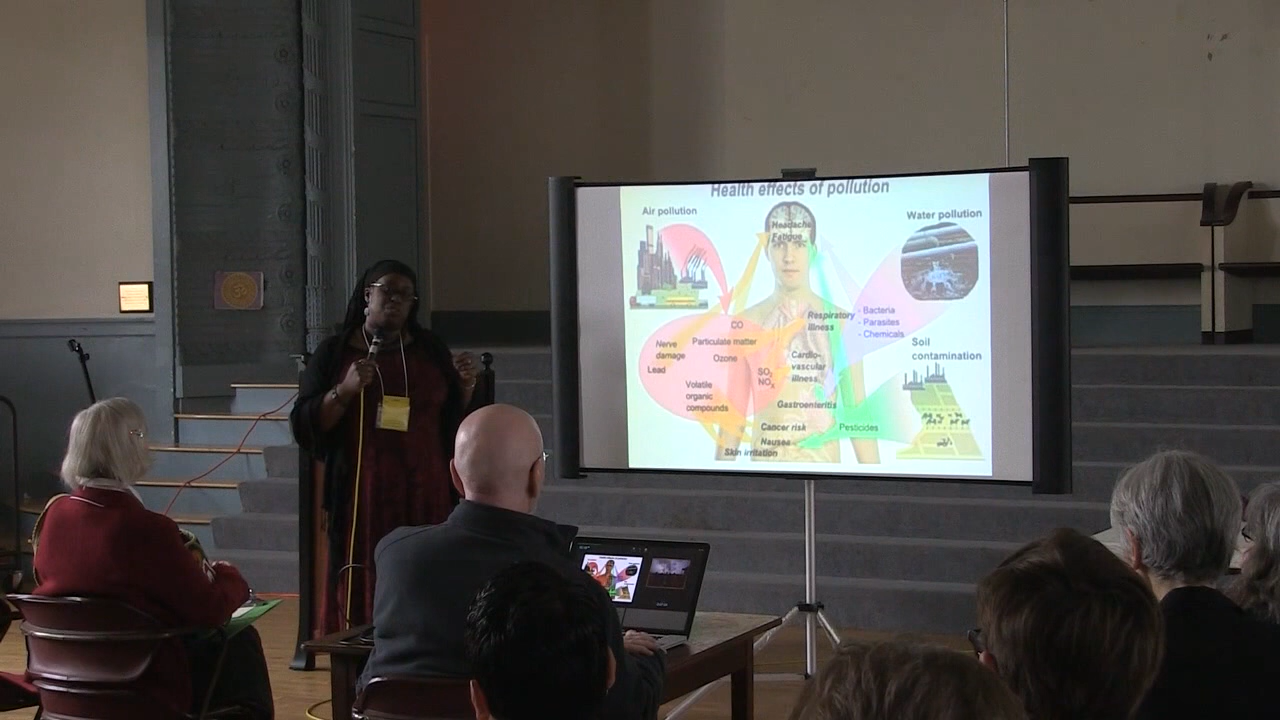 Health effects of pollution
Air pollution
Water pollution
Headache
Fatigue
Respiratory
illness
- Bacteria
- Parasites
- Chemicals
CO
Particulate matter
Ozone
Nerve
damage
Lead
SO2
NOx
Volatile
organic
compounds
Cardio-
vascular
illness
Soil
contamination
Gastroenteritis
Pesticides
Cancer risk
Nausea
Skin irritation